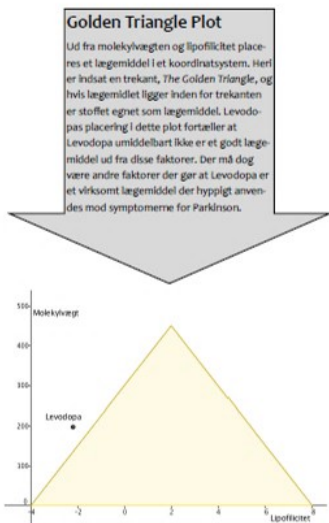 Golden Triangle Plot
Ud fra molekylvægten og lipofilicitet place-
res et lægemiddel i et koordinatsystem. Heri
er indsat en trekant, The Golden Triangle, og
hvis lægemidlet ligger inden for trekanten
er stoffet egnet som lægemiddel. Levodo-
pas placering i dette plot fortæller at
Levodopa umiddelbart ikke er et godt læge-
middel ud fra disse faktorer. Der må dog
være andre faktorer der gør at Levodopa er
et virksomt lægemiddel der hyppigt anven-
des mod symptomerne for Parkinson.
500
Molekylvægt
400
300
Levodopa
200
100
0
-4 -2 0 2 4 6 8
Lipofilicitet